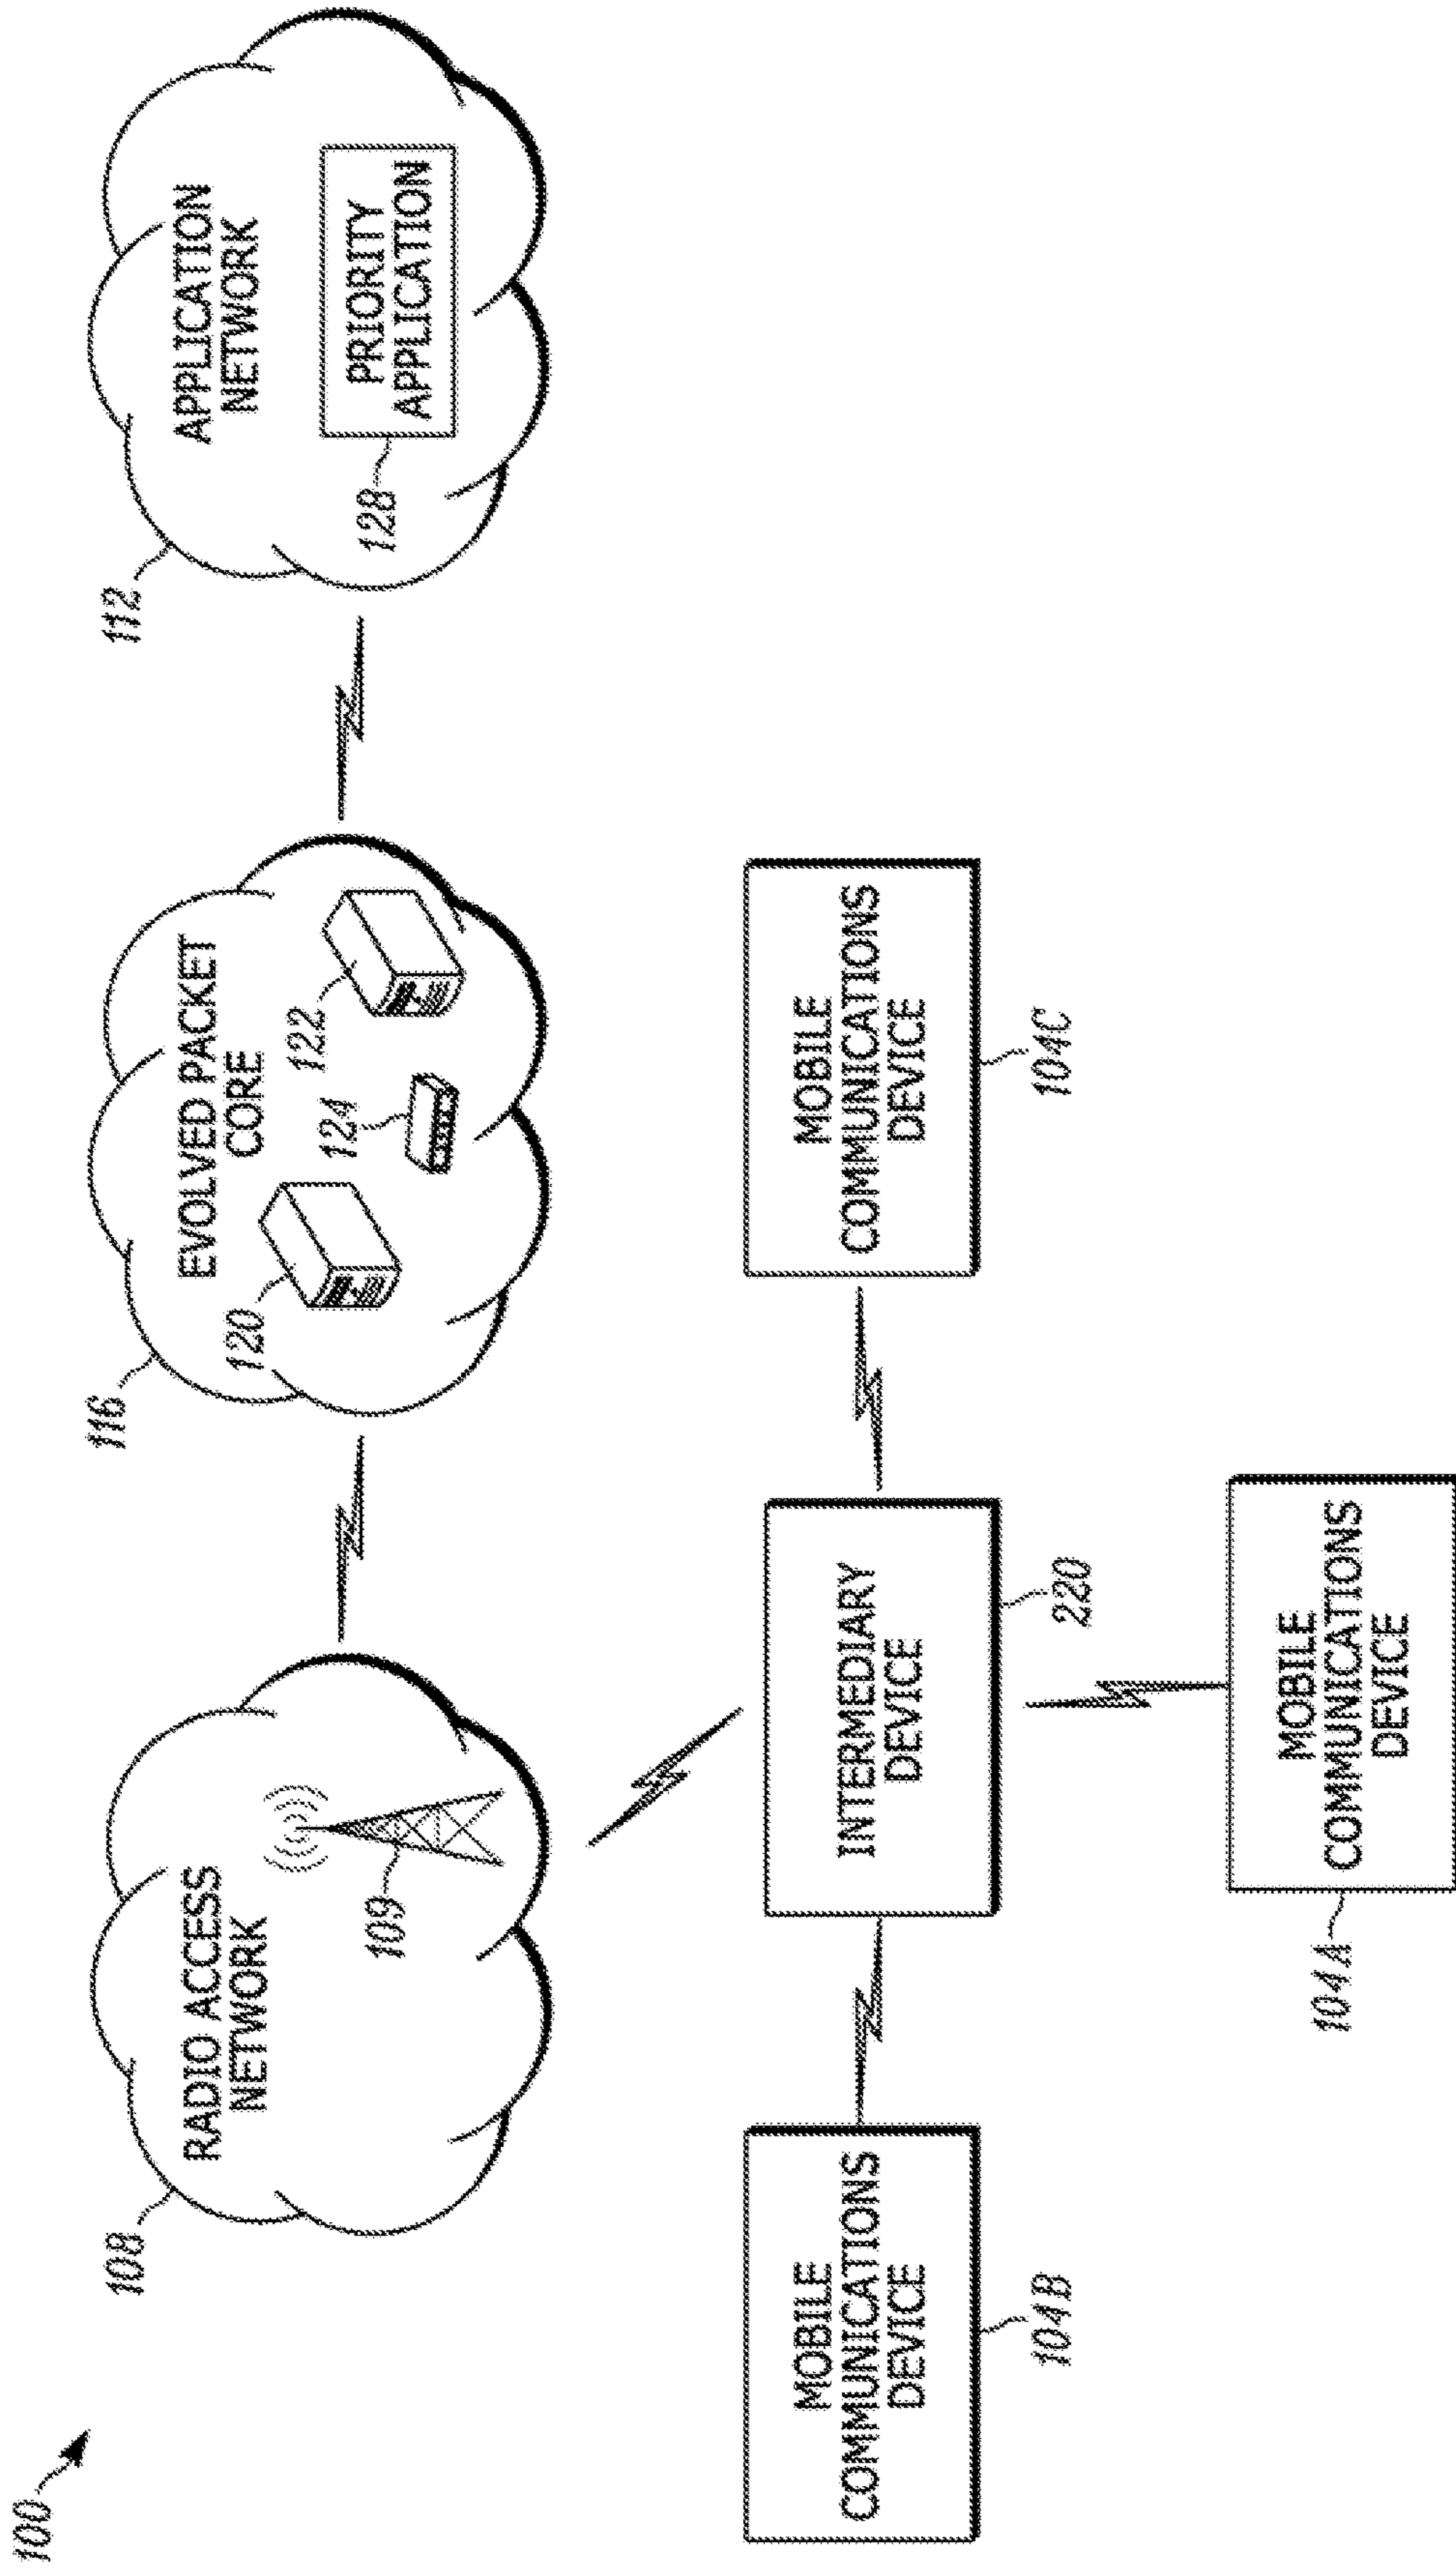 100
108
RADIO ACCESS
NETWORK
109
116
EVOLVED PACKET
CORE
120
124
122
112
APPLICATION
NETWORK
128
PRIORITY
APPLICATION
MOBILE
COMMUNICATIONS
DEVICE
104B
INTERMEDIARY
DEVICE
220
MOBILE
COMMUNICATIONS
DEVICE
104C
MOBILE
COMMUNICATIONS
DEVICE
104A